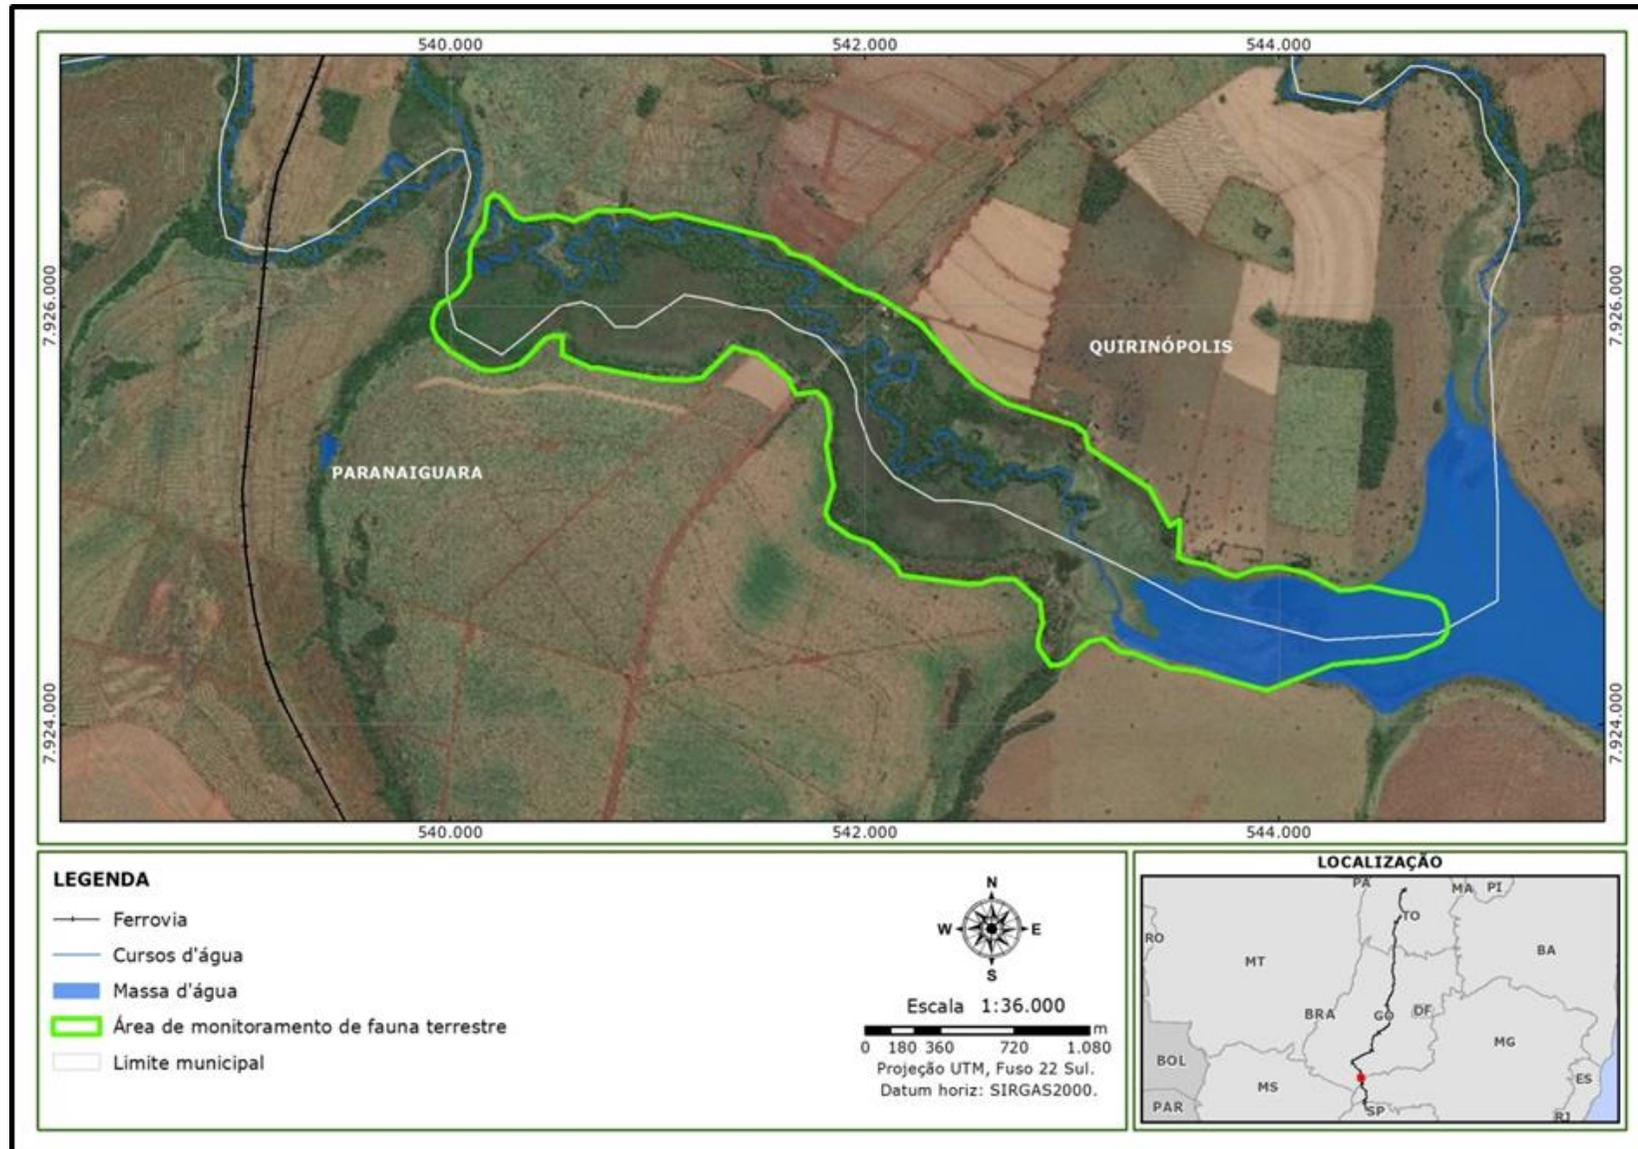 540.000
542.000
544.000
7.926.000
7.926.000
QUIRINÓPOLIS
PARANAIGUARA
7.924.000
7.924.000
540.000
542.000
544.000
LEGENDA
Ferrovia
Cursos d'água
Massa d'água
Área de monitoramento de fauna terrestre
Limite municipal
N
W
E
S
Escala 1:36.000
m
0 180 360 720 1.080
Projeção UTM, Fuso 22 Sul.
Datum horiz: SIRGAS2000.
LOCALIZAÇÃO
PA
MA
PI
TO
RO
BA
MT
BRA
GO
DF
MG
BOL
ES
MS
PAR
SP
RJ